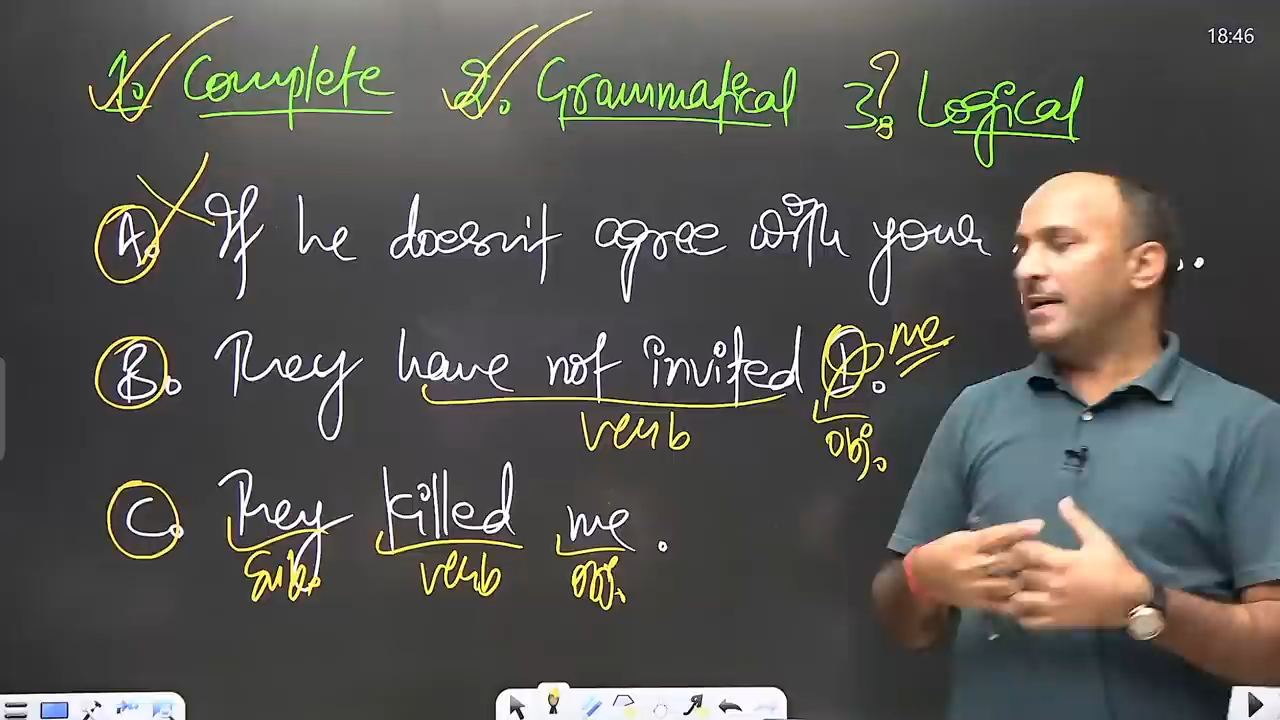 18:46
1. Complete 2. Grammatical 3. ? Logical
A. If he doesn't agree with your ...
B. They have not invited I. me
verb obj.
C. They killed me.
Sub. verb obj.